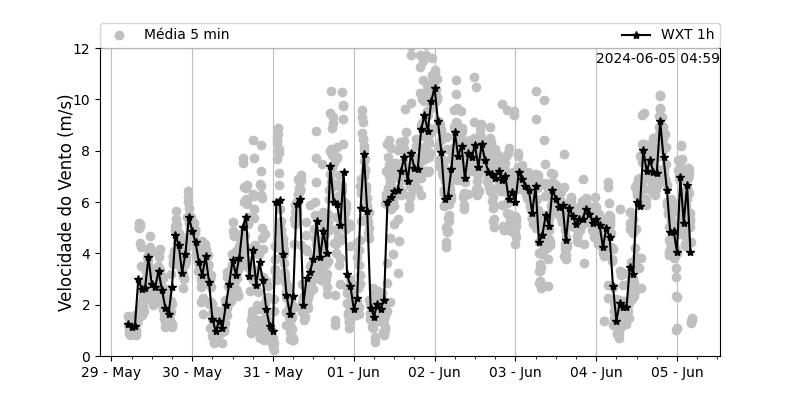 Média 5 min
WXT 1h
2024-06-05 04:59
Velocidade do Vento (m/s)
12
10
8
6
4
2
0
29 - May
30 - May
31 - May
01 - Jun
02 - Jun
03 - Jun
04 - Jun
05 - Jun